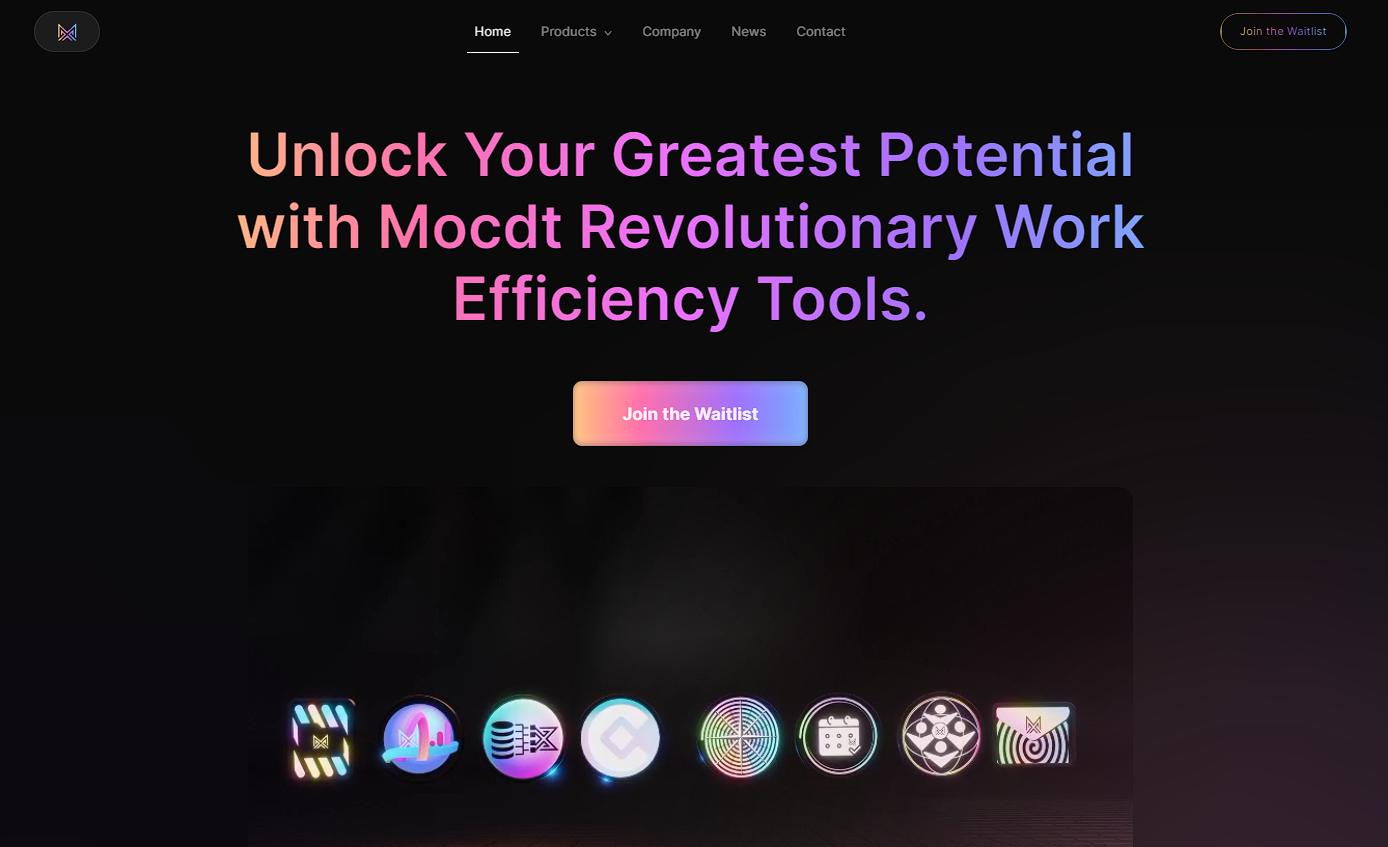 Home
Products
Company
News
Contact
Join the Waitlist
Unlock Your Greatest Potential
with Mocdt Revolutionary Work
Efficiency Tools.
Join the Waitlist